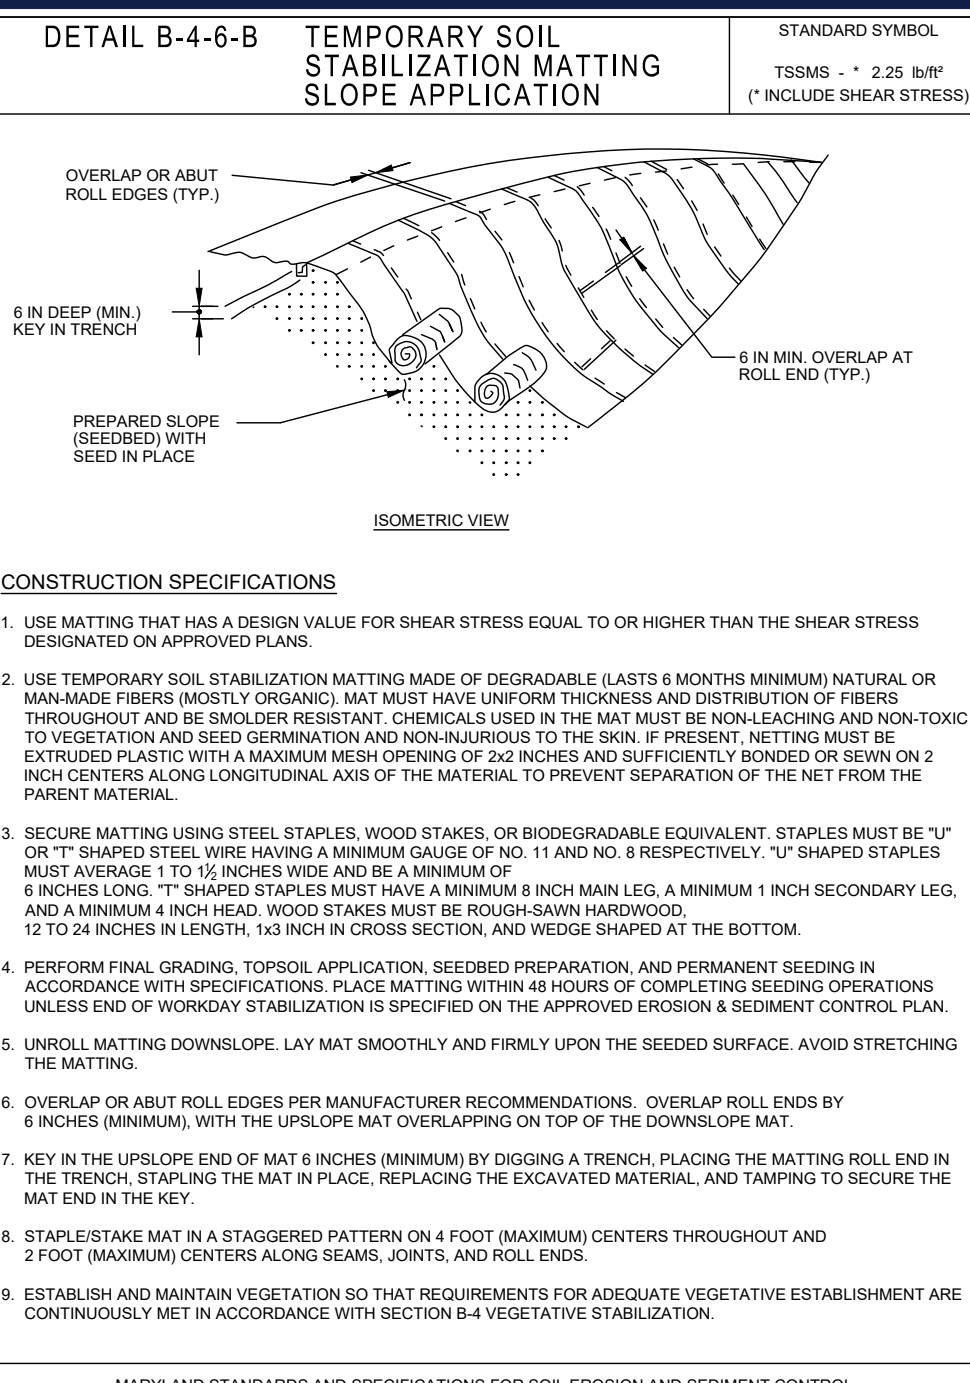 DETAIL B-4-6-B
TEMPORARY SOIL
STABILIZATION MATTING
SLOPE APPLICATION
STANDARD SYMBOL
TSSMS - * 2.25 lb/ft²
(* INCLUDE SHEAR STRESS)
OVERLAP OR ABUT
ROLL EDGES (TYP.)
6 IN DEEP (MIN.)
KEY IN TRENCH
6 IN MIN. OVERLAP AT
ROLL END (TYP.)
PREPARED SLOPE
(SEEDBED) WITH
SEED IN PLACE
ISOMETRIC VIEW
CONSTRUCTION SPECIFICATIONS
1. USE MATTING THAT HAS A DESIGN VALUE FOR SHEAR STRESS EQUAL TO OR HIGHER THAN THE SHEAR STRESS
DESIGNATED ON APPROVED PLANS.
2. USE TEMPORARY SOIL STABILIZATION MATTING MADE OF DEGRADABLE (LASTS 6 MONTHS MINIMUM) NATURAL OR
MAN-MADE FIBERS (MOSTLY ORGANIC). MAT MUST HAVE UNIFORM THICKNESS AND DISTRIBUTION OF FIBERS
THROUGHOUT AND BE SMOLDER RESISTANT. CHEMICALS USED IN THE MAT MUST BE NON-LEACHING AND NON-TOXIC
TO VEGETATION AND SEED GERMINATION AND NON-INJURIOUS TO THE SKIN. IF PRESENT, NETTING MUST BE
EXTRUDED PLASTIC WITH A MAXIMUM MESH OPENING OF 2x2 INCHES AND SUFFICIENTLY BONDED OR SEWN ON 2
INCH CENTERS ALONG LONGITUDINAL AXIS OF THE MATERIAL TO PREVENT SEPARATION OF THE NET FROM THE
PARENT MATERIAL.
3. SECURE MATTING USING STEEL STAPLES, WOOD STAKES, OR BIODEGRADABLE EQUIVALENT. STAPLES MUST BE "U"
OR "T" SHAPED STEEL WIRE HAVING A MINIMUM GAUGE OF NO. 11 AND NO. 8 RESPECTIVELY. "U" SHAPED STAPLES
MUST AVERAGE 1 TO 1½ INCHES WIDE AND BE A MINIMUM OF
6 INCHES LONG. "T" SHAPED STAPLES MUST HAVE A MINIMUM 8 INCH MAIN LEG, A MINIMUM 1 INCH SECONDARY LEG,
AND A MINIMUM 4 INCH HEAD. WOOD STAKES MUST BE ROUGH-SAWN HARDWOOD,
12 TO 24 INCHES IN LENGTH, 1x3 INCH IN CROSS SECTION, AND WEDGE SHAPED AT THE BOTTOM.
4. PERFORM FINAL GRADING, TOPSOIL APPLICATION, SEEDBED PREPARATION, AND PERMANENT SEEDING IN
ACCORDANCE WITH SPECIFICATIONS. PLACE MATTING WITHIN 48 HOURS OF COMPLETING SEEDING OPERATIONS
UNLESS END OF WORKDAY STABILIZATION IS SPECIFIED ON THE APPROVED EROSION & SEDIMENT CONTROL PLAN.
5. UNROLL MATTING DOWNSLOPE. LAY MAT SMOOTHLY AND FIRMLY UPON THE SEEDED SURFACE. AVOID STRETCHING
THE MATTING.
6. OVERLAP OR ABUT ROLL EDGES PER MANUFACTURER RECOMMENDATIONS. OVERLAP ROLL ENDS BY
6 INCHES (MINIMUM), WITH THE UPSLOPE MAT OVERLAPPING ON TOP OF THE DOWNSLOPE MAT.
7. KEY IN THE UPSLOPE END OF MAT 6 INCHES (MINIMUM) BY DIGGING A TRENCH, PLACING THE MATTING ROLL END IN
THE TRENCH, STAPLING THE MAT IN PLACE, REPLACING THE EXCAVATED MATERIAL, AND TAMPING TO SECURE THE
MAT END IN THE KEY.
8. STAPLE/STAKE MAT IN A STAGGERED PATTERN ON 4 FOOT (MAXIMUM) CENTERS THROUGHOUT AND
2 FOOT (MAXIMUM) CENTERS ALONG SEAMS, JOINTS, AND ROLL ENDS.
9. ESTABLISH AND MAINTAIN VEGETATION SO THAT REQUIREMENTS FOR ADEQUATE VEGETATIVE ESTABLISHMENT ARE
CONTINUOUSLY MET IN ACCORDANCE WITH SECTION B-4 VEGETATIVE STABILIZATION.
MARYLAND STANDARDS AND SPECIFICATIONS FOR SOIL EROSION AND SEDIMENT CONTROL